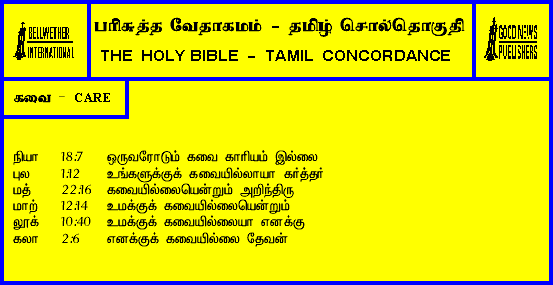 BELLWETHER
INTERNATIONAL
பரிசுத்த வேதாகமம் - தமிழ் சொல்தொகுதி
THE HOLY BIBLE - TAMIL CONCORDANCE
GOOD NEWS
PUBLISHERS
கவை - CARE
நியா 18:7 ஒருவரோடும் கவை காரியம் இல்லை
புல 1:12 உங்களுக்குக் கவையில்லாயா கர்த்தர்
மத் 22:16 கவையில்லையென்றும் அறிந்திரு
மாற் 12:14 உமக்குக் கவையில்லையென்றும்
லூக் 10:40 உமக்குக் கவையில்லையா எனக்கு
கலா 2:6 எனக்குக் கவையில்லை தேவன்